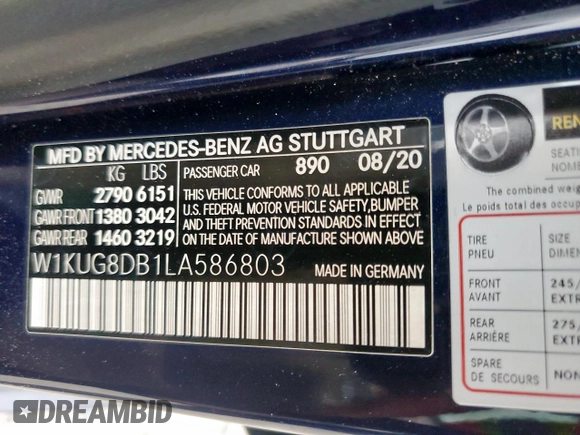 MFD BY MERCEDES-BENZ AG STUTTGART
KG LBS PASSENGER CAR 890 08/20
GVWR 2790 6151
GAWR FRONT 1380 3042
GAWR REAR 1460 3219
THIS VEHICLE CONFORMS TO ALL APPLICABLE
U.S. FEDERAL MOTOR VEHICLE SAFETY,BUMPER
AND THEFT PREVENTION STANDARDS IN EFFECT
ON THE DATE OF MANUFACTURE SHOWN ABOVE
W1KUG8DB1LA586803 MADE IN GERMANY
The combined
Le poids total des
TIRE
PNEU
SIZE
FRONT
AVANT
245/
REAR
ARRIÈRE
275/
SPARE
DE SECOURS
DREAMBID